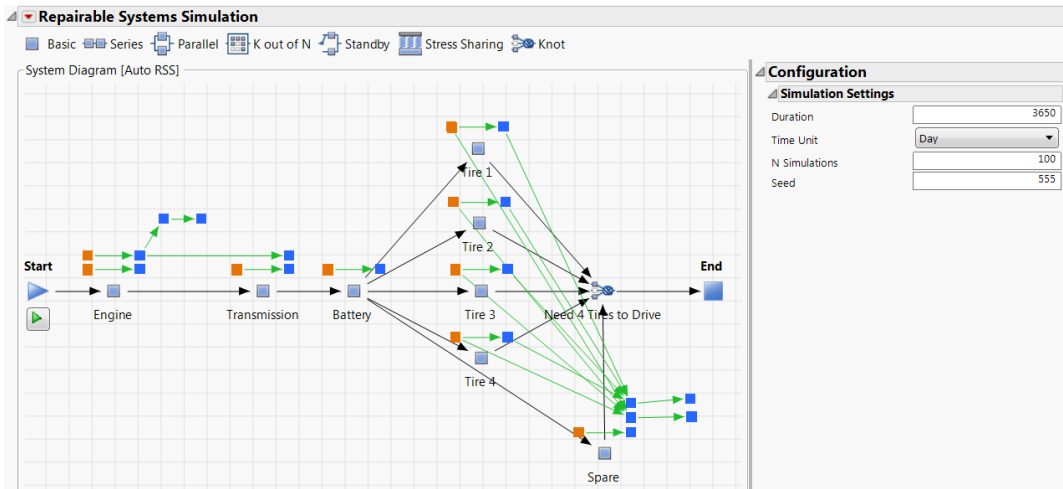 Repairable Systems Simulation
Basic Series Parallel K out of N Standby Stress Sharing Knot
System Diagram [Auto RSS]
Tire 1
Tire 2
Start
End
Engine Transmission Battery Tire 3 Need 4 Tires to Drive
Tire 4
Spare
Configuration
Simulation Settings
Duration 3650
Time Unit Day
N Simulations 100
Seed 555